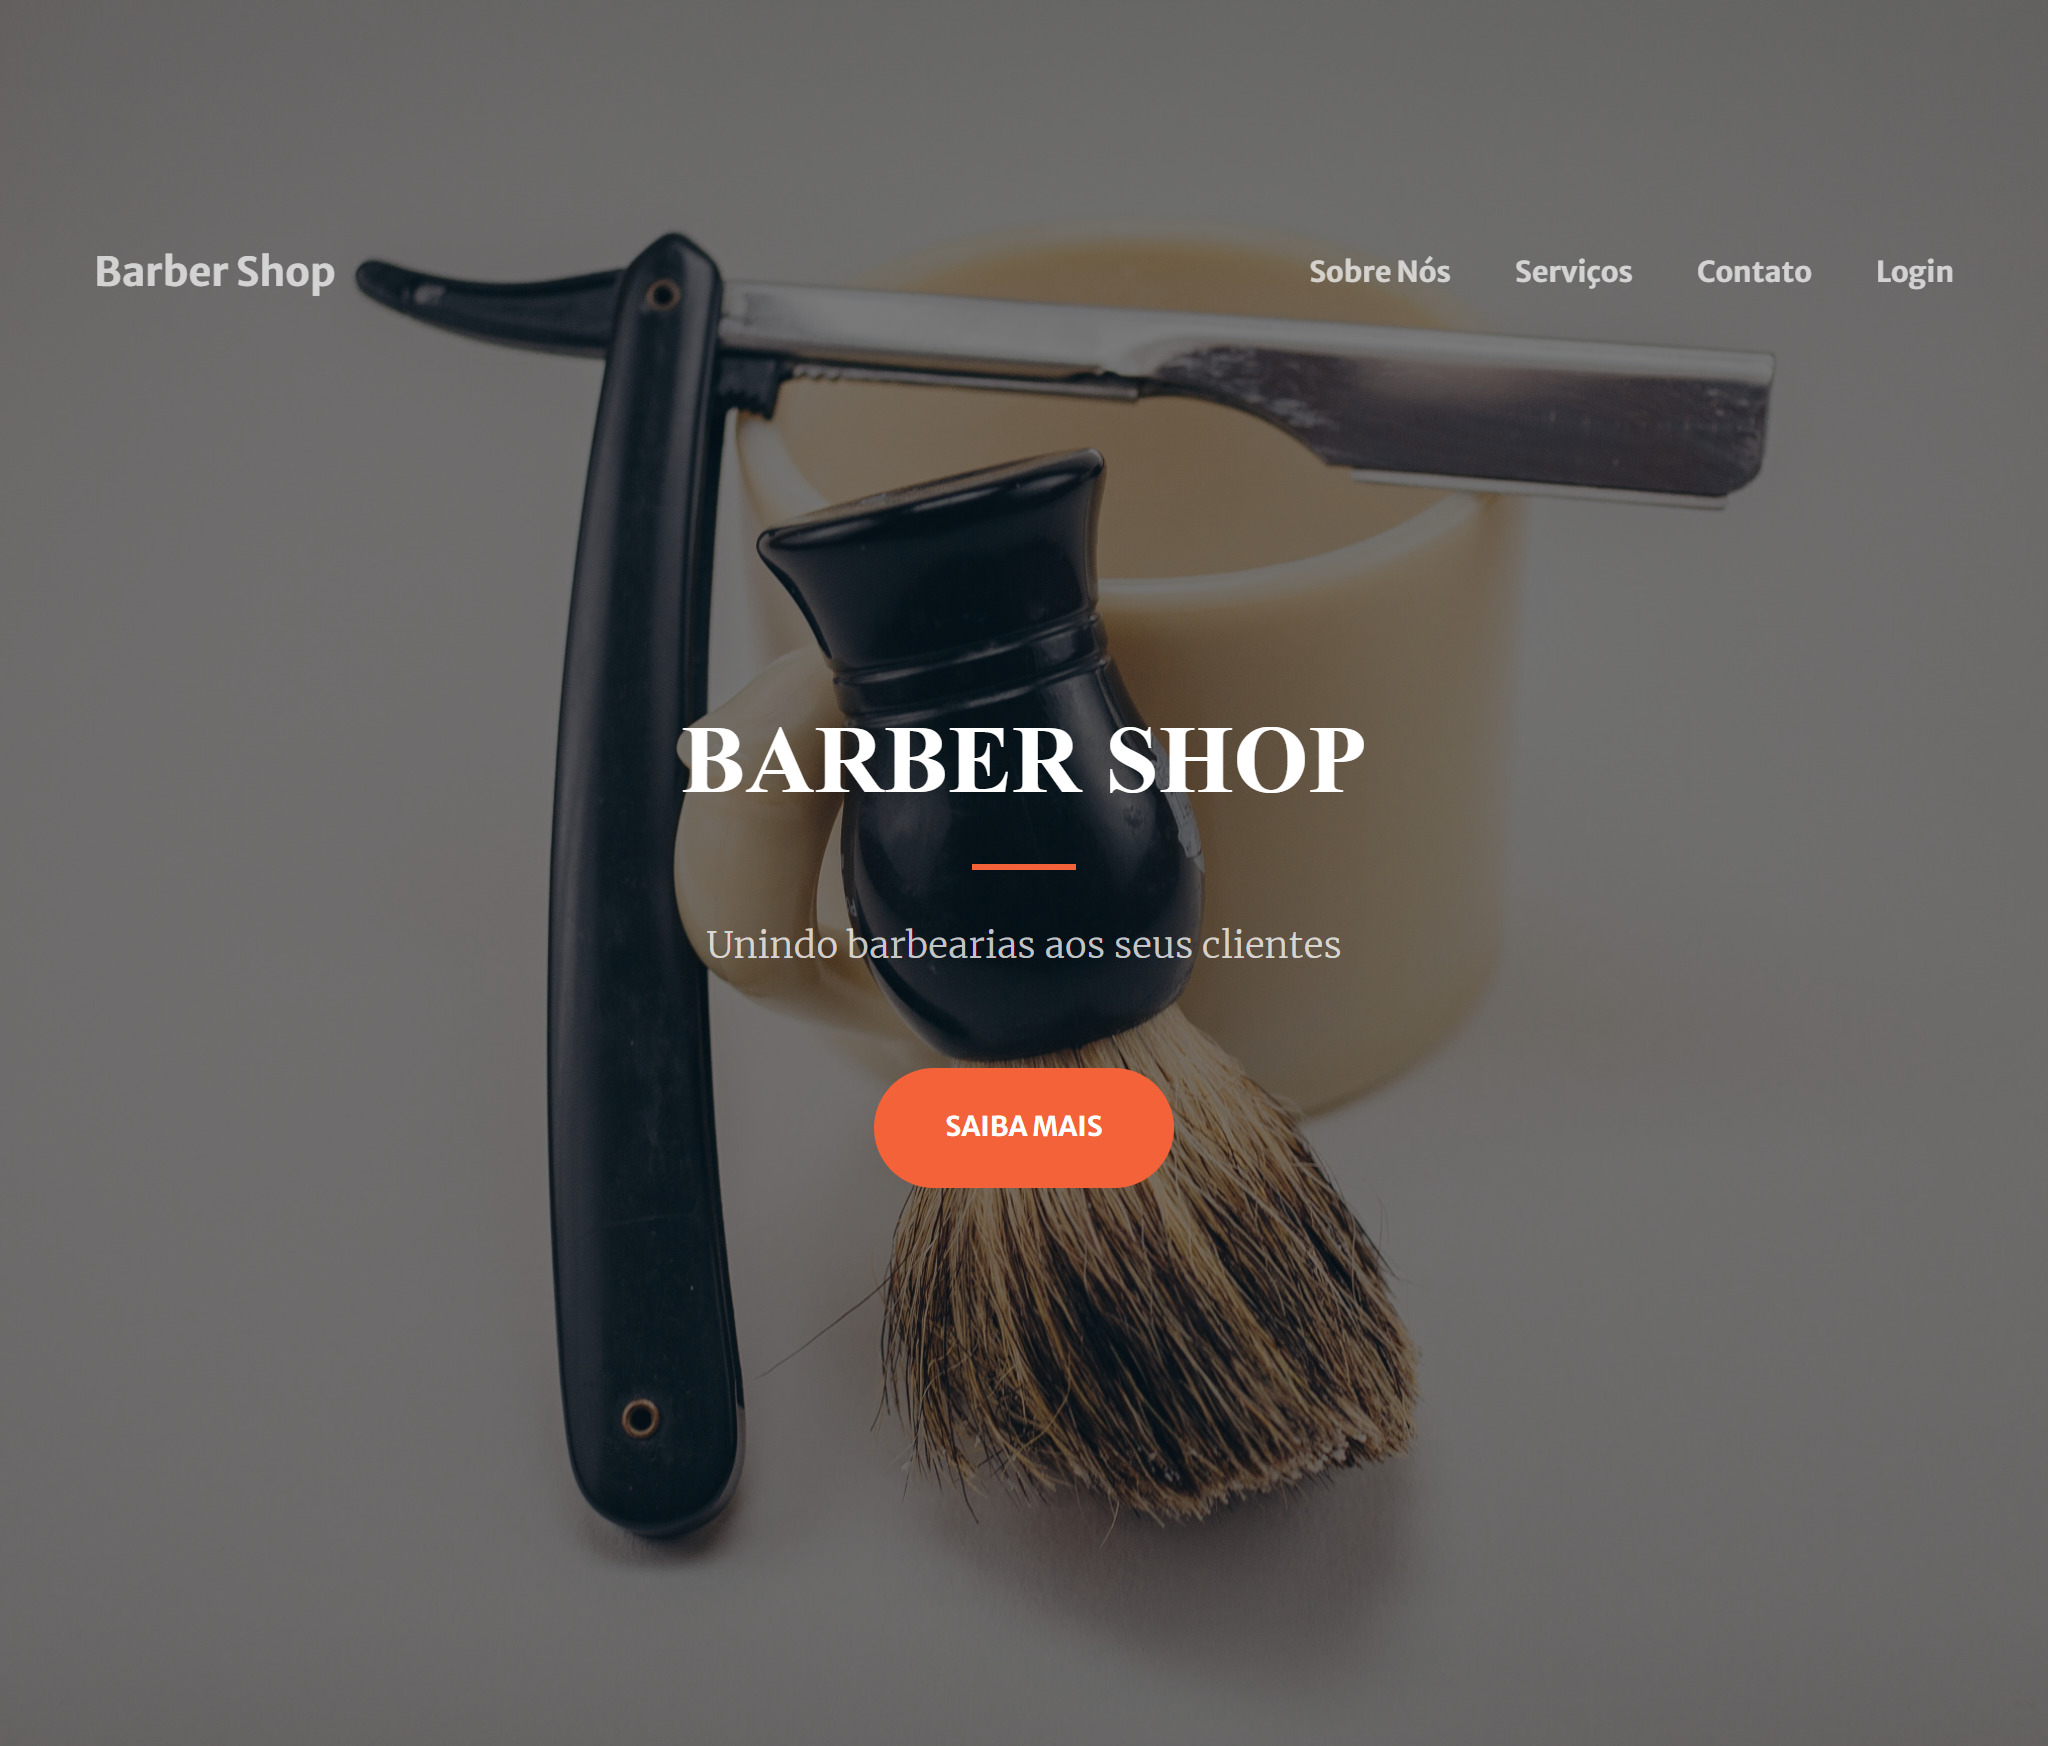 Barber Shop
Sobre Nós Serviços Contato Login
BARBER SHOP
Unindo barbearias aos seus clientes
SAIBA MAIS